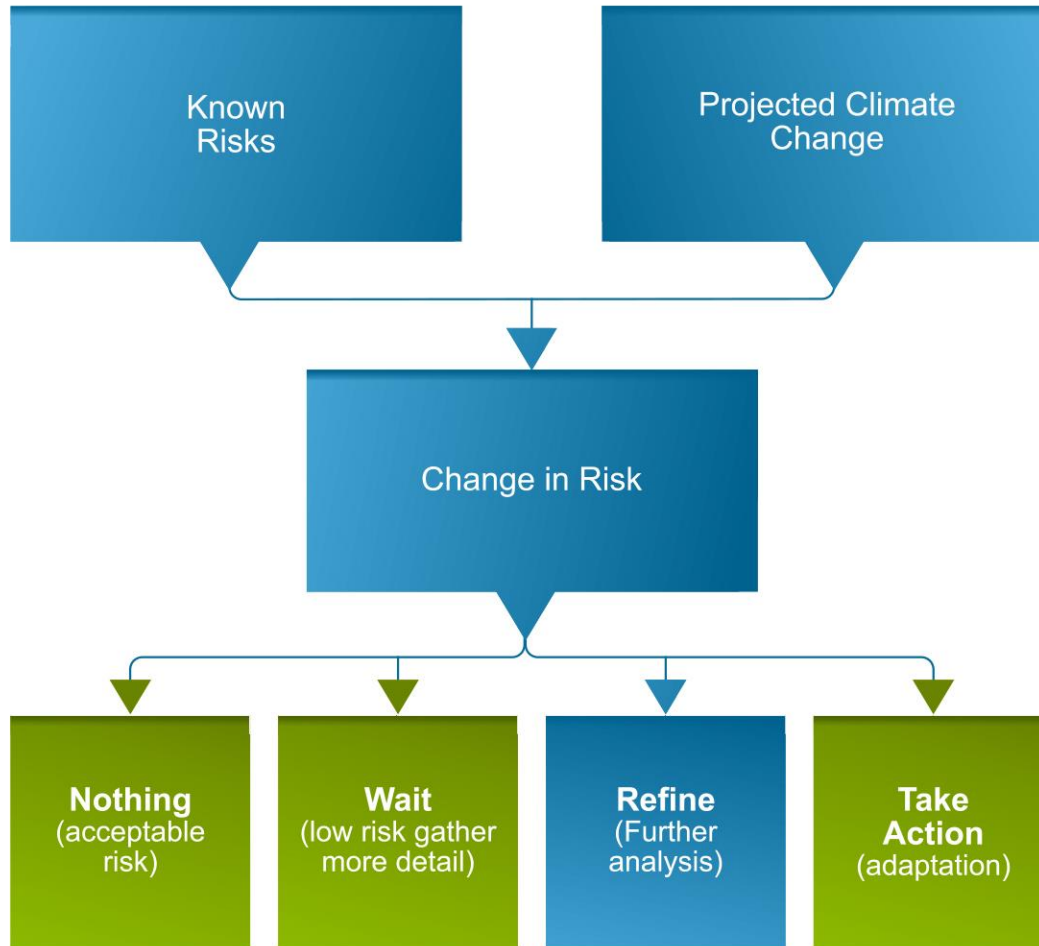 Known
Risks
Projected Climate
Change
Change in Risk
Nothing
(acceptable
risk)
Wait
(low risk gather
more detail)
Refine
(Further
analysis)
Take
Action
(adaptation)